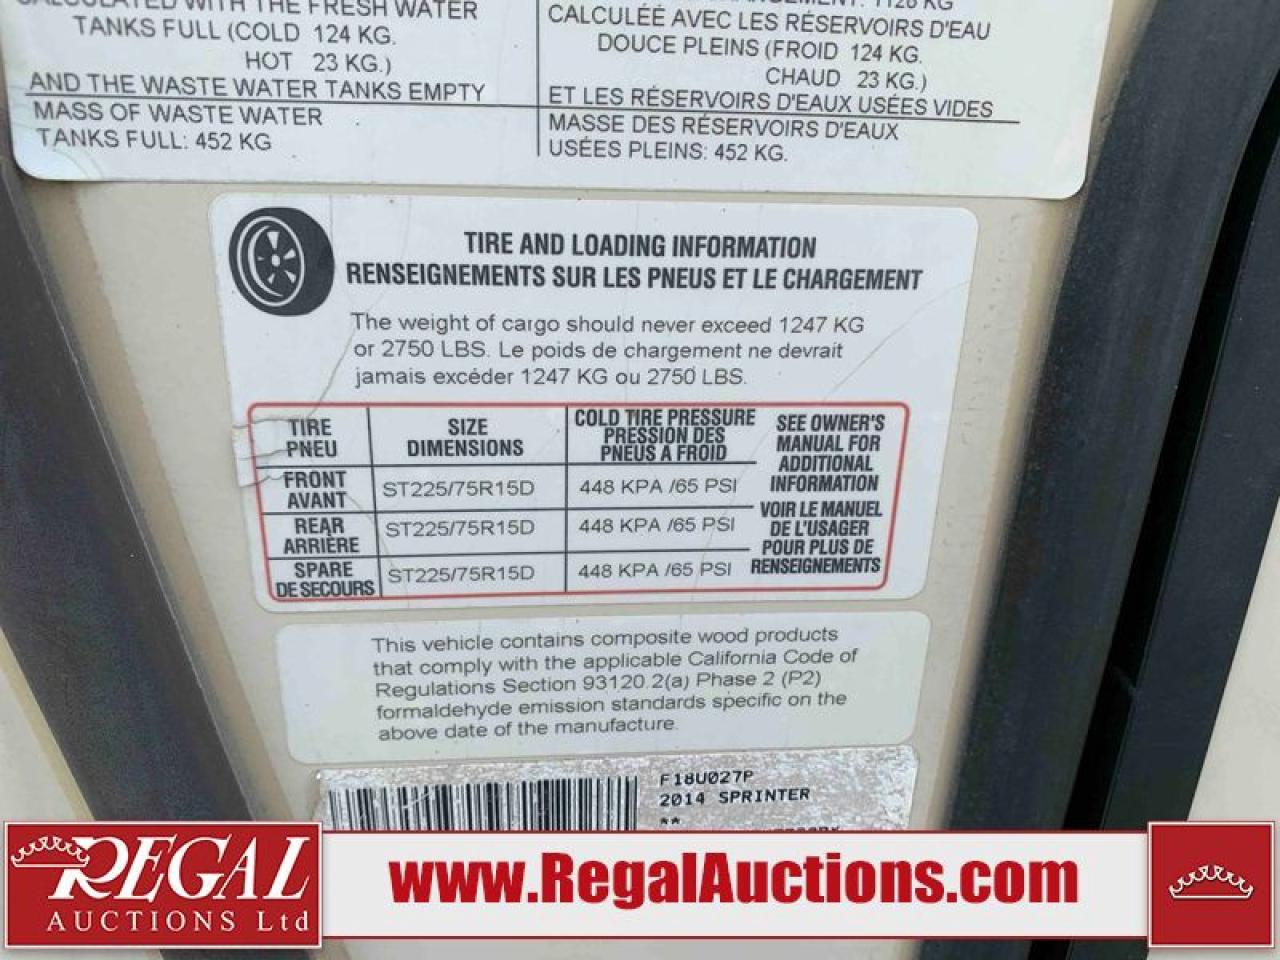 CALCULATED WITH THE FRESH WATER
TANKS FULL (COLD 124 KG.
HOT 23 KG.)
AND THE WASTE WATER TANKS EMPTY
MASS OF WASTE WATER
TANKS FULL: 452 KG
1128 KG
CALCULÉE AVEC LES RÉSERVOIRS D'EAU
DOUCE PLEINS (FROID 124 KG.
CHAUD 23 KG.)
ET LES RÉSERVOIRS D'EAUX USÉES VIDES
MASSE DES RÉSERVOIRS D'EAUX
USÉES PLEINS: 452 KG.
TIRE AND LOADING INFORMATION
RENSEIGNEMENTS SUR LES PNEUS ET LE CHARGEMENT
The weight of cargo should never exceed 1247 KG
or 2750 LBS. Le poids de chargement ne devrait
jamais excéder 1247 KG ou 2750 LBS.
TIRE
PNEU
SIZE
DIMENSIONS
COLD TIRE PRESSURE
PRESSION DES
PNEUS A FROID
FRONT
AVANT
ST225/75R15D
448 KPA /65 PSI
REAR
ARRIÈRE
ST225/75R15D
448 KPA /65 PSI
SPARE
DE SECOURS
ST225/75R15D
448 KPA /65 PSI
SEE OWNER'S
MANUAL FOR
ADDITIONAL
INFORMATION
VOIR LE MANUEL
DE L'USAGER
POUR PLUS DE
RENSEIGNEMENTS
This vehicle contains composite wood products
that comply with the applicable California Code of
Regulations Section 93120.2(a) Phase 2 (P2)
formaldehyde emission standards specific on the
above date of the manufacture.
F18U027P
2014 SPRINTER
**
REGAL
AUCTIONS Ltd
www.RegalAuctions.com